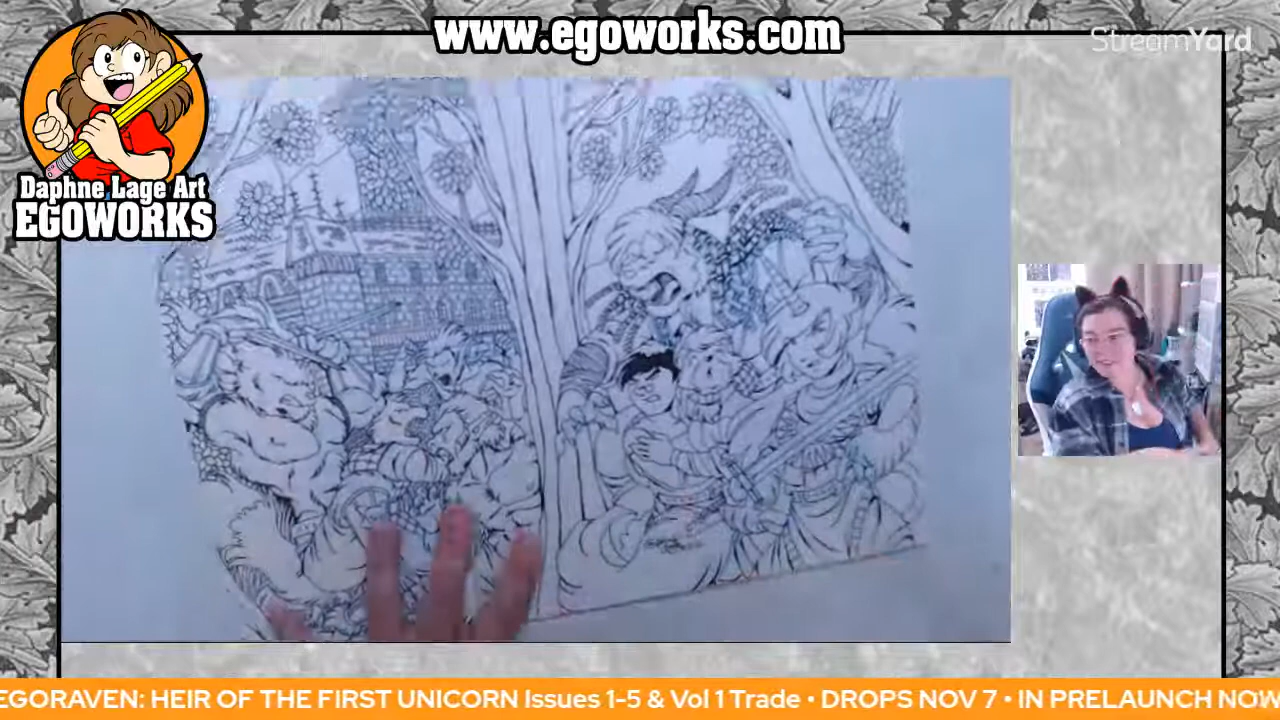 www.egoworks.com
StreamYard
Daphne Lage Art
EGOWORKS
EGORAVEN: HEIR OF THE FIRST UNICORN Issues 1-5 & Vol 1 Trade • DROPS NOV 7 • IN PRELAUNCH NOW